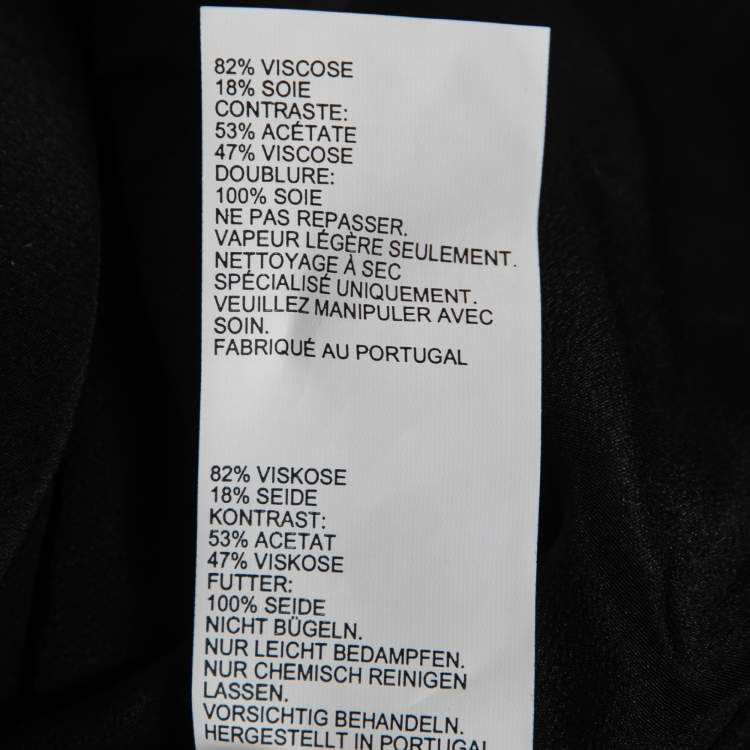 82% VISCOSE
18% SOIE
CONTRASTE:
53% ACÉTATE
47% VISCOSE
DOUBLURE:
100% SOIE
NE PAS REPASSER.
VAPEUR LÉGÈRE SEULEMENT.
NETTOYAGE À SEC
SPÉCIALISÉ UNIQUEMENT.
VEUILLEZ MANIPULER AVEC
SOIN.
FABRIQUÉ AU PORTUGAL
82% VISKOSE
18% SEIDE
KONTRAST:
53% ACETAT
47% VISKOSE
FUTTER:
100% SEIDE
NICHT BÜGELN.
NUR LEICHT BEDAMPFEN.
NUR CHEMISCH REINIGEN
LASSEN.
VORSICHTIG BEHANDELN.
HERGESTELLT IN PORTUGAL